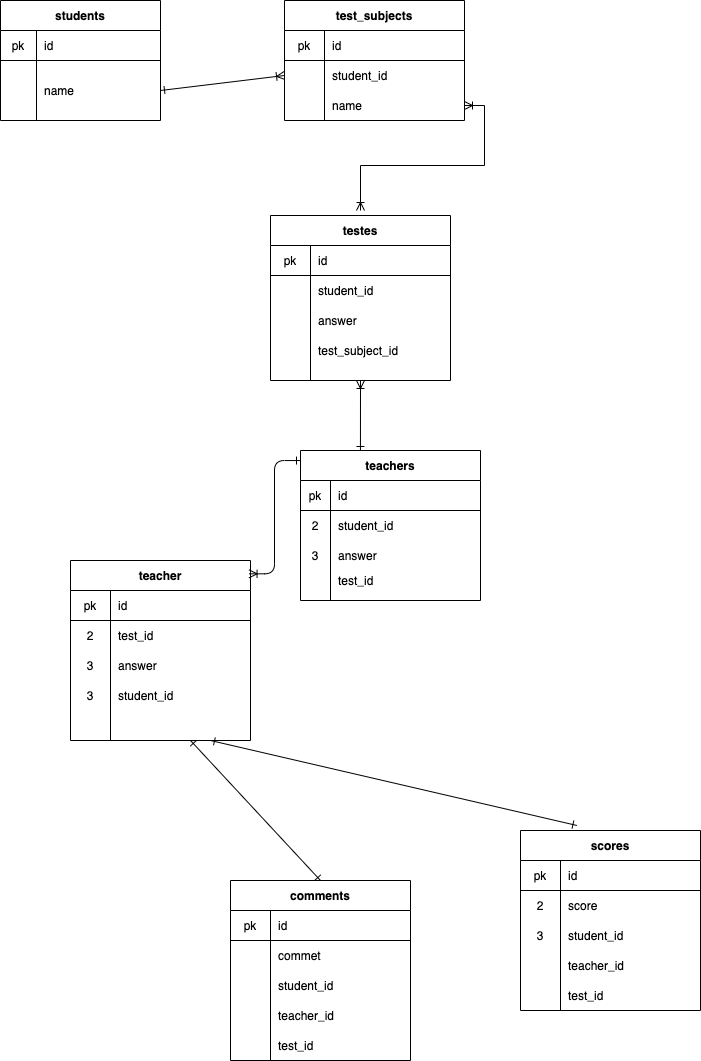 students
pk id
name
test_subjects
pk id
student_id
name
testes
pk id
student_id
answer
test_subject_id
teachers
pk id
2 student_id
3 answer
test_id
teacher
pk id
2 test_id
3 answer
3 student_id
scores
pk id
2 score
3 student_id
teacher_id
test_id
comments
pk id
commet
student_id
teacher_id
test_id